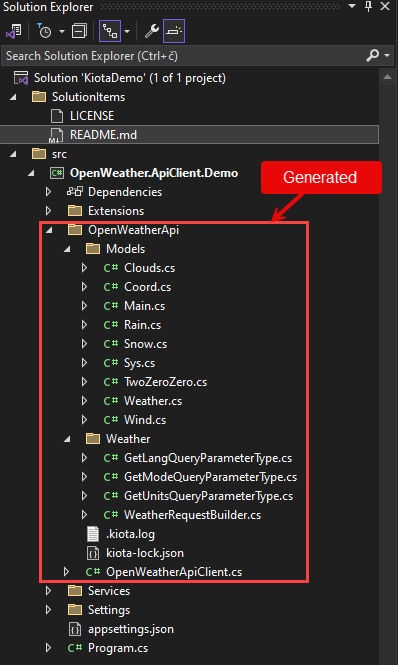 Solution Explorer
Search Solution Explorer (Ctrl+č)
Solution 'KiotaDemo' (1 of 1 project)
SolutionItems
LICENSE
README.md
src
OpenWeather.ApiClient.Demo
Generated
Dependencies
Extensions
OpenWeatherApi
Models
C# Clouds.cs
C# Coord.cs
C# Main.cs
C# Rain.cs
C# Snow.cs
C# Sys.cs
C# TwoZeroZero.cs
C# Weather.cs
C# Wind.cs
Weather
C# GetLangQueryParameterType.cs
C# GetModeQueryParameterType.cs
C# GetUnitsQueryParameterType.cs
C# WeatherRequestBuilder.cs
.kiota.log
kiota-lock.json
C# OpenWeatherApiClient.cs
Services
Settings
appsettings.json
C# Program.cs